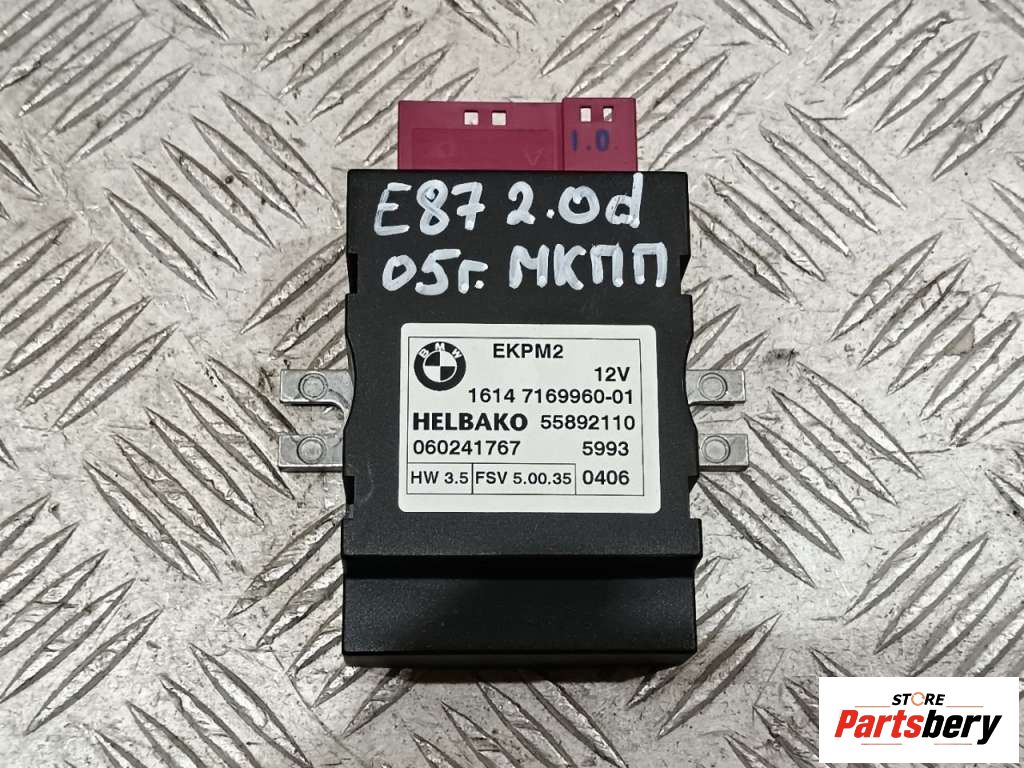 1.0
E87 2.0d
05г. МКПП
BMW
EKPM2
12V
1614 7169960-01
HELBAKO 55892110
060241767 5993
HW 3.5 FSV 5.00.35 0406
STORE
Partsbery